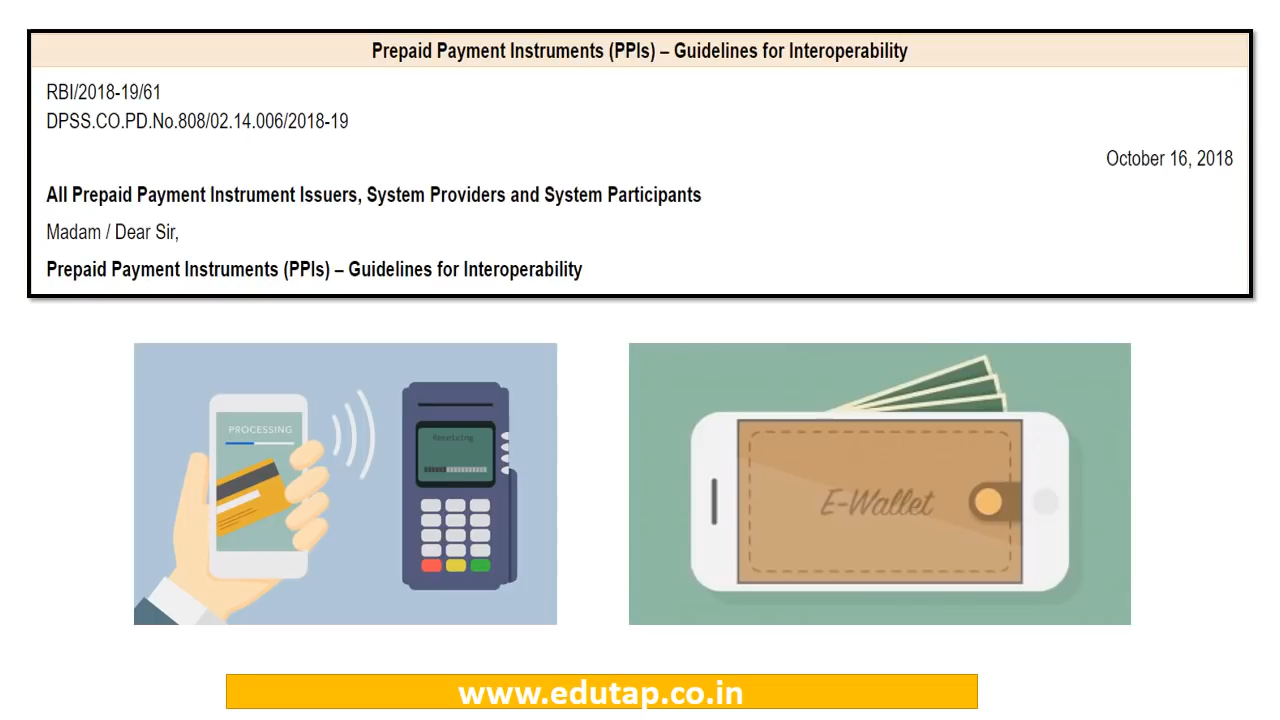 Prepaid Payment Instruments (PPIs) – Guidelines for Interoperability
RBI/2018-19/61
DPSS.CO.PD.No.808/02.14.006/2018-19
October 16, 2018
All Prepaid Payment Instrument Issuers, System Providers and System Participants
Madam / Dear Sir,
Prepaid Payment Instruments (PPIs) – Guidelines for Interoperability
PROCESSING
Receiving
E-Wallet
www.edutap.co.in